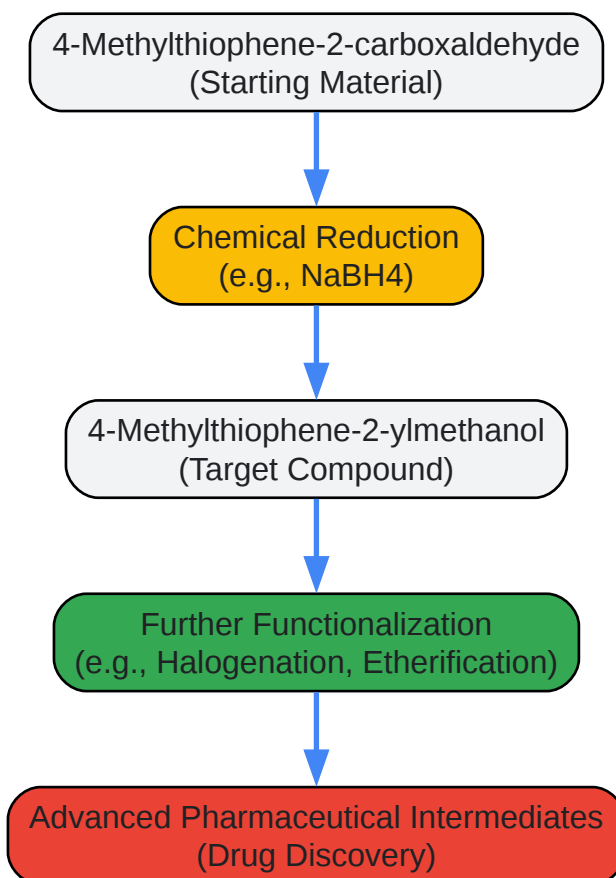 4-Methylthiophene-2-carboxaldehyde
(Starting Material)
Chemical Reduction
(e.g., NaBH4)
4-Methylthiophene-2-ylmethanol
(Target Compound)
Further Functionalization
(e.g., Halogenation, Etherification)
Advanced Pharmaceutical Intermediates
(Drug Discovery)